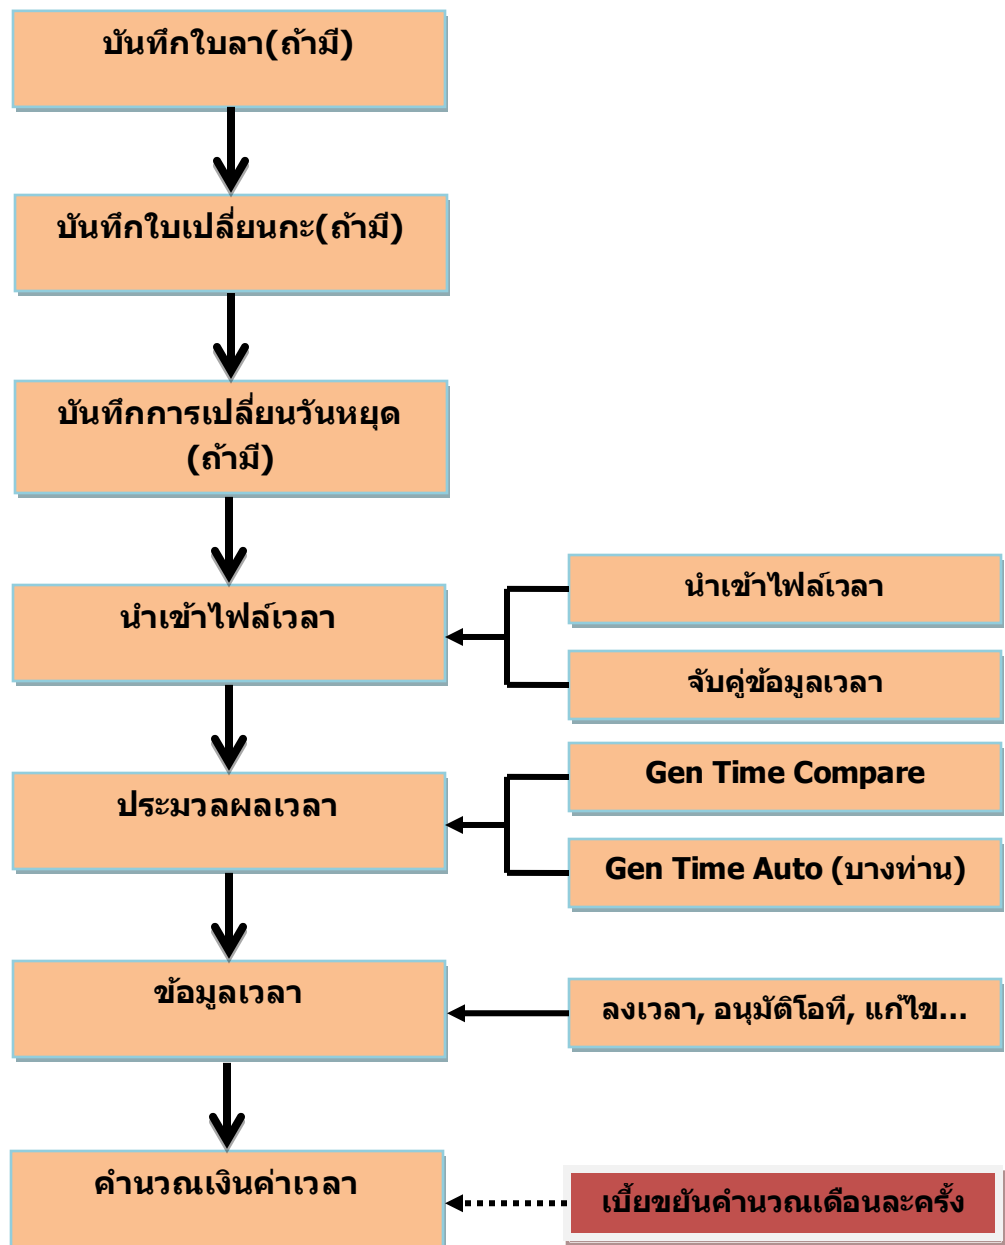 บันทึกใบลา(ถ้ามี)
บันทึกใบเปลี่ยนกะ(ถ้ามี)
บันทึกการเปลี่ยนวันหยุด
(ถ้ามี)
นำเข้าไฟล์เวลา
นำเข้าไฟล์เวลา
จับคู่ข้อมูลเวลา
ประมวลผลเวลา
Gen Time Compare
Gen Time Auto (บางท่าน)
ข้อมูลเวลา
ลงเวลา, อนุมัติโอที, แก้ไข...
คำนวณเงินค่าเวลา
เบี้ยขยันคำนวณเดือนละครั้ง